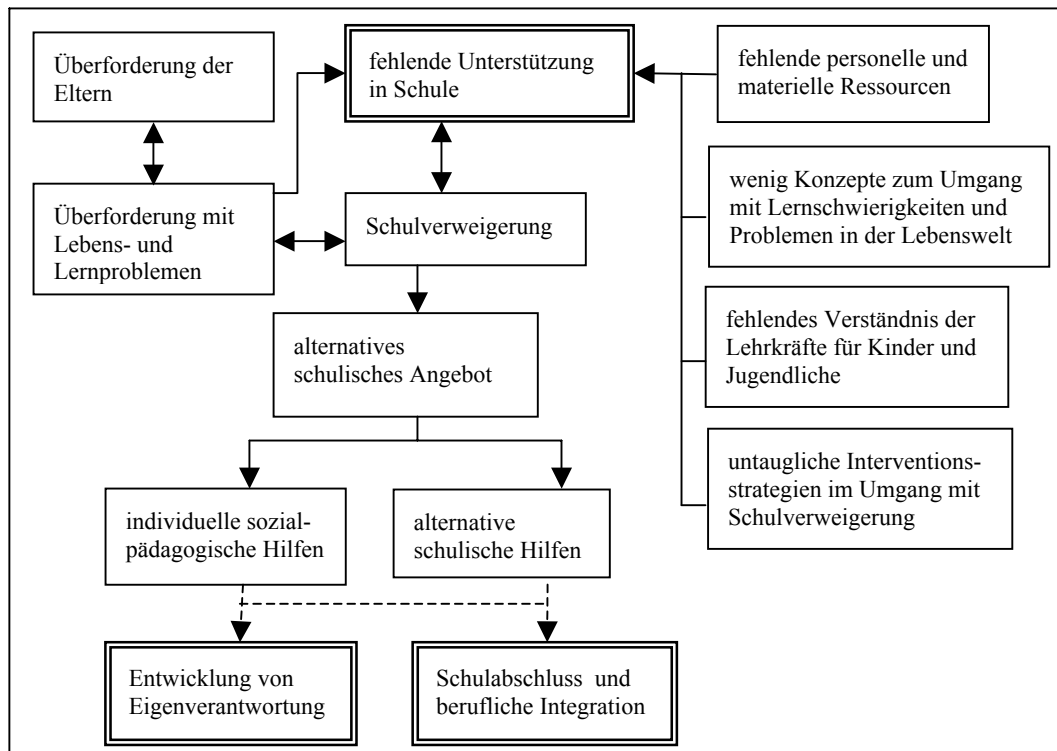 Überforderung der
Eltern
fehlende Unterstützung
in Schule
fehlende personelle und
materielle Ressourcen
Überforderung mit
Lebens- und
Lernproblemen
Schulverweigerung
wenig Konzepte zum Umgang
mit Lernschwierigkeiten und
Problemen in der Lebenswelt
alternatives
schulisches Angebot
fehlendes Verständnis der
Lehrkräfte für Kinder und
Jugendliche
individuelle sozial-
pädagogische Hilfen
alternative
schulische Hilfen
untaugliche Interventions-
strategien im Umgang mit
Schulverweigerung
Entwicklung von
Eigenverantwortung
Schulabschluss und
berufliche Integration